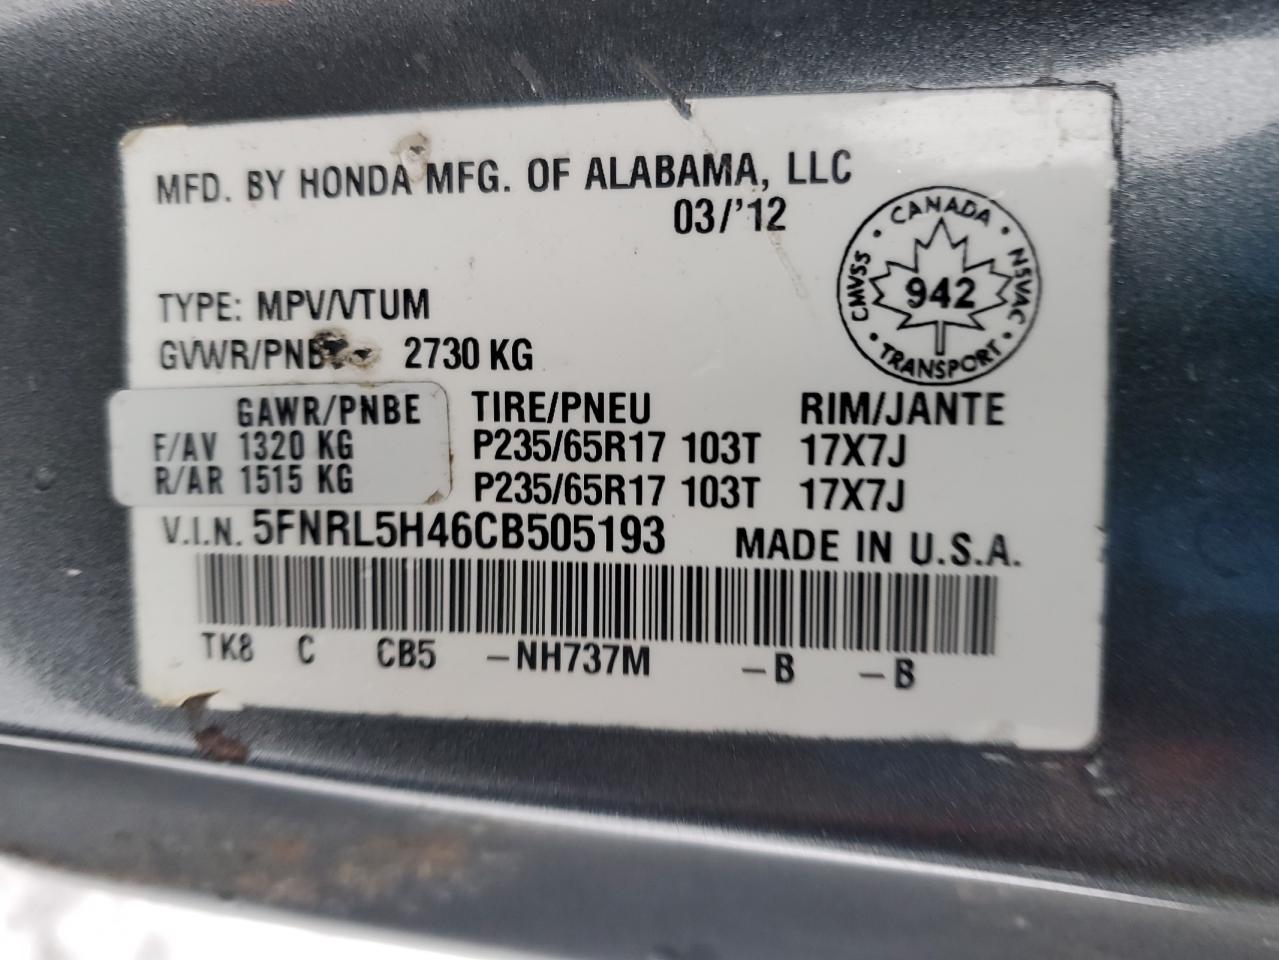 MFD. BY HONDA MFG. OF ALABAMA, LLC
03/'12
CANADA
CMVSS
942
NSVAC
TRANSPORT
TYPE: MPV/VTUM
GVWR/PNB 2730 KG
GAWR/PNBE TIRE/PNEU RIM/JANTE
F/AV 1320 KG P235/65R17 103T 17X7J
R/AR 1515 KG P235/65R17 103T 17X7J
V.I.N. 5FNRL5H46CB505193 MADE IN U.S.A.
TK8 C CB5 -NH737M -B -B